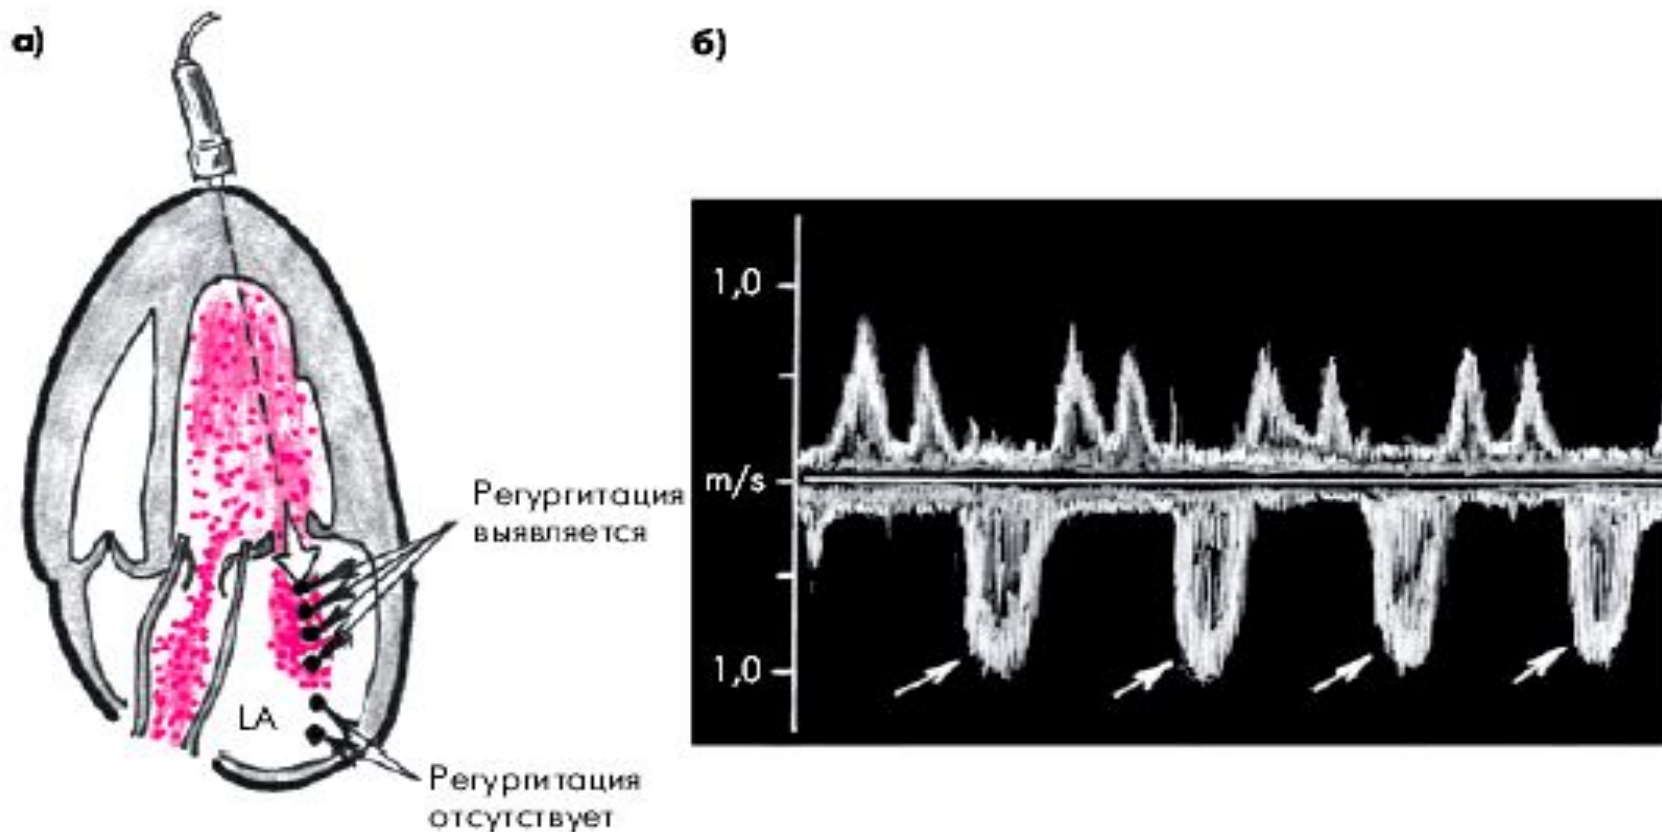 а)
б)
Регургитация
выявляется
LA
Регургитация
отсутствует
1,0
m/s
1,0